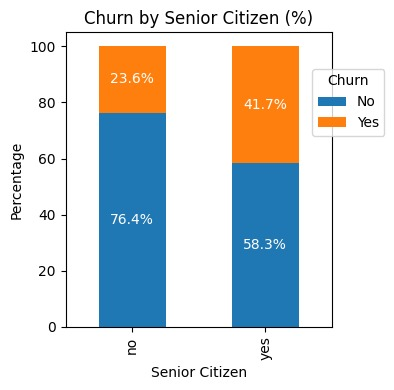 Churn by Senior Citizen (%)
100
80
60
40
20
0
Percentage
23.6%
76.4%
41.7%
58.3%
Churn
No
Yes
no
yes
Senior Citizen